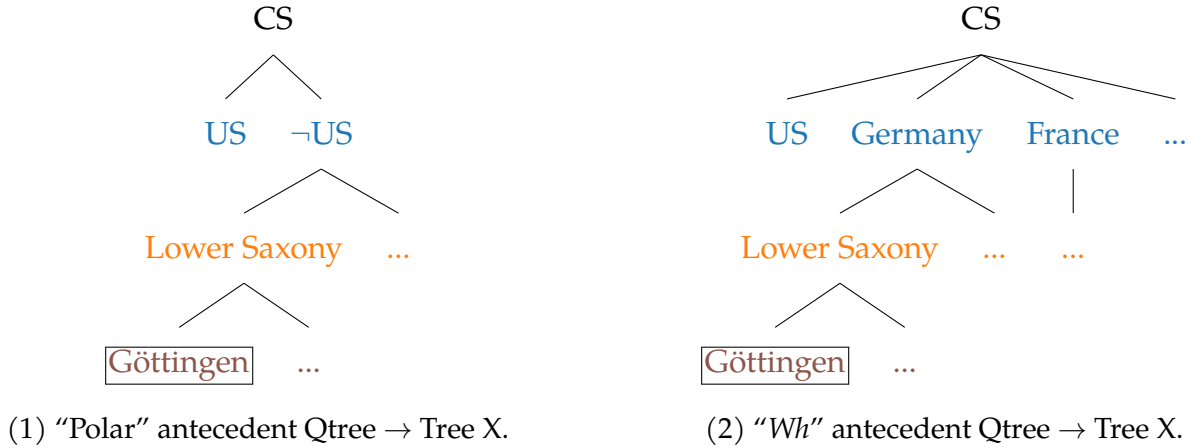 CS
US ¬US
Lower Saxony ...
Göttingen ...
(1) “Polar” antecedent Qtree → Tree X.
CS
US Germany France ...
Lower Saxony ... ...
Göttingen ...
(2) “Wh” antecedent Qtree → Tree X.